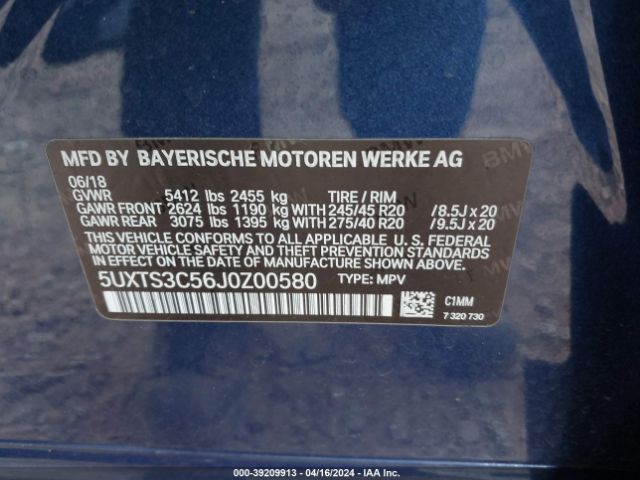 MFD BY BAYERISCHE MOTOREN WERKE AG
06/18
GVWR 5412 lbs 2455 kg TIRE / RIM
GAWR FRONT 2624 lbs 1190 kg WITH 245/45 R20 /8.5J x 20
GAWR REAR 3075 lbs 1395 kg WITH 275/40 R20 /9.5J x 20
THIS VEHICLE CONFORMS TO ALL APPLICABLE U. S. FEDERAL
MOTOR VEHICLE SAFETY AND THEFT PREVENTION STANDARDS
IN EFFECT ON THE DATE OF MANUFACTURE SHOWN ABOVE.
5UXTS3C56J0Z00580 TYPE: MPV
C1MM
7 320 730
BMW
000-39209913 - 04/16/2024 - IAA Inc.